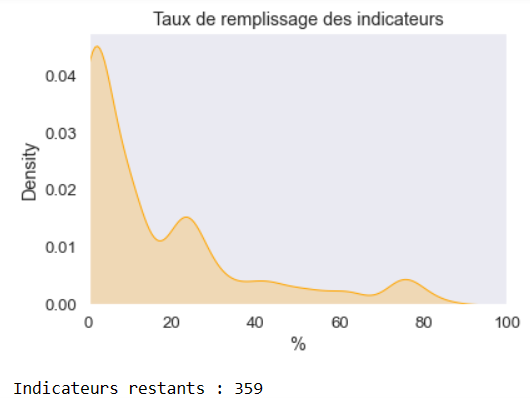 Taux de remplissage des indicateurs
0.04
0.03
0.02
0.01
0.00
Density
0 20 40 60 80 100
%
Indicateurs restants : 359